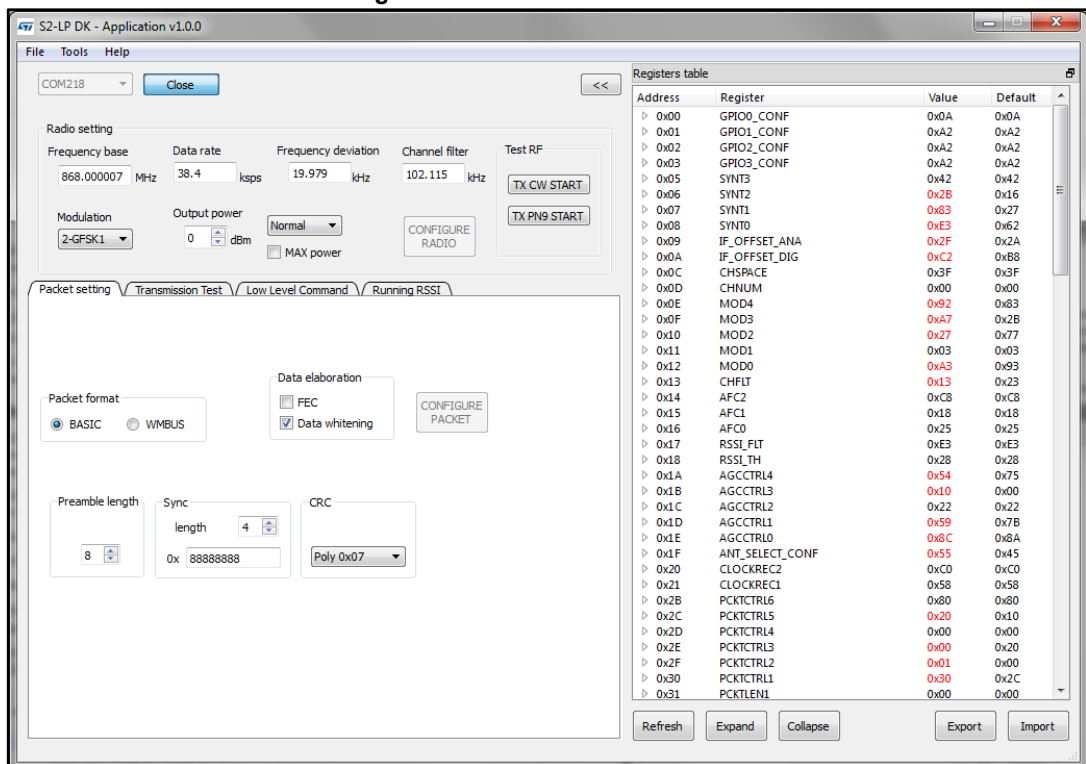 S2-LP DK - Application v1.0.0
File Tools Help
COM218 Close <<
Radio setting
Frequency base Data rate Frequency deviation Channel filter Test RF
868.000007 MHz 38.4 ksps 19.979 kHz 102.115 kHz
TX CW START
Modulation Output power
TX PN9 START
2-GFSK1 0 dBm Normal CONFIGURE RADIO
MAX power
Packet setting Transmission Test Low Level Command Running RSSI
Data elaboration
Packet format FEC CONFIGURE PACKET
BASIC WMBUS Data whitening
Preamble length Sync CRC
length 4
8 0x 88888888 Poly 0x07
Registers table
Address Register Value Default
0x00 GPIO0_CONF 0x0A 0x0A
0x01 GPIO1_CONF 0xA2 0xA2
0x02 GPIO2_CONF 0xA2 0xA2
0x03 GPIO3_CONF 0xA2 0xA2
0x05 SYNT3 0x42 0x42
0x06 SYNT2 0x2B 0x16
0x07 SYNT1 0x83 0x27
0x08 SYNT0 0xE3 0x62
0x09 IF_OFFSET_ANA 0x2F 0x2A
0x0A IF_OFFSET_DIG 0xC2 0xB8
0x0C CHSPACE 0x3F 0x3F
0x0D CHNUM 0x00 0x00
0x0E MOD4 0x92 0x83
0x0F MOD3 0xA7 0x2B
0x10 MOD2 0x27 0x77
0x11 MOD1 0x03 0x03
0x12 MOD0 0xA3 0x93
0x13 CHFLT 0x13 0x23
0x14 AFC2 0xC8 0xC8
0x15 AFC1 0x18 0x18
0x16 AFC0 0x25 0x25
0x17 RSSI_FLT 0xE3 0xE3
0x18 RSSI_TH 0x28 0x28
0x1A AGCCTRL4 0x54 0x75
0x1B AGCCTRL3 0x10 0x00
0x1C AGCCTRL2 0x22 0x22
0x1D AGCCTRL1 0x59 0x7B
0x1E AGCCTRL0 0x8C 0x8A
0x1F ANT_SELECT_CONF 0x55 0x45
0x20 CLOCKREC2 0xC0 0xC0
0x21 CLOCKREC1 0x58 0x58
0x2B PCKTCTRL6 0x80 0x80
0x2C PCKTCTRL5 0x20 0x10
0x2D PCKTCTRL4 0x00 0x00
0x2E PCKTCTRL3 0x00 0x20
0x2F PCKTCTRL2 0x01 0x00
0x30 PCKTCTRL1 0x30 0x2C
0x31 PCKTLEN1 0x00 0x00
Refresh Expand Collapse Export Import